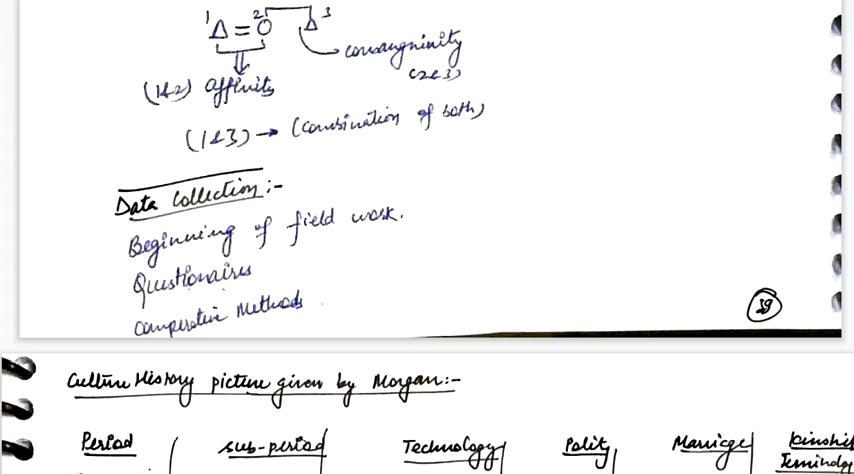 1 Δ = O 2 Δ 3
Consanguinity
(2&3)
(1&2) Affinity
(1&3) → (Combination of both)
Data Collection:-
Beginning of field work.
Questionaires
Comperative Methods
39
Culture History picture given by Morgan:-
Period sub-period Technology Polity Marriage Kinship
Terminology